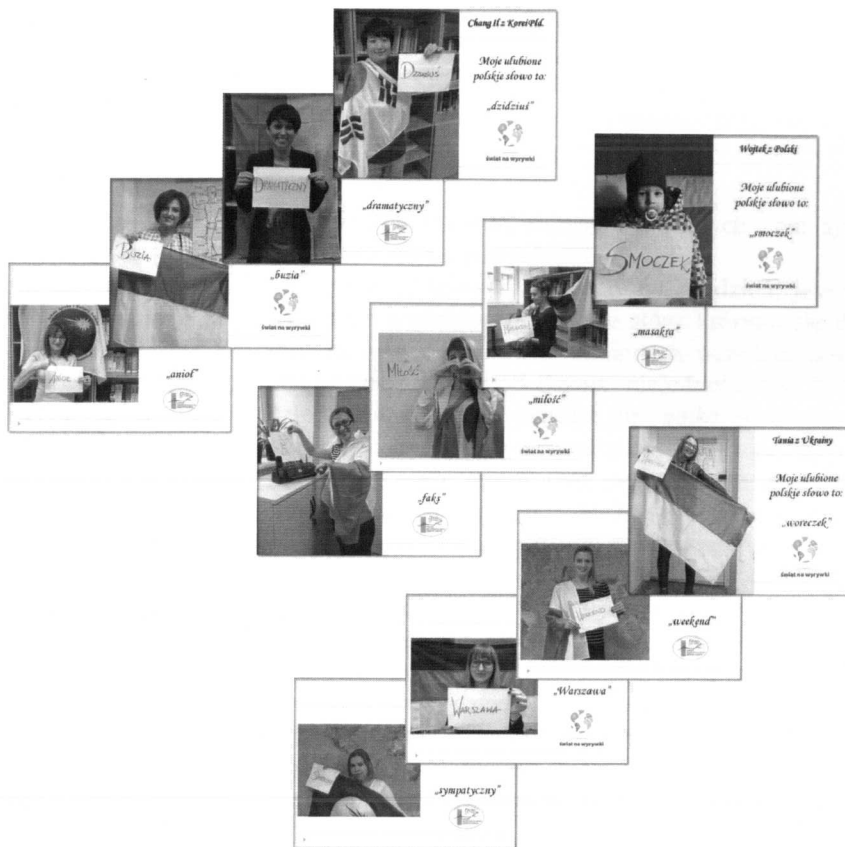 Chang Il z Korei Płd.
DZIDZIUŚ
Moje ulubione
polskie słowo to:
„dzidziuś”
świat na wyrywki
DRAMATYCZNY
„dramatyczny”
BUZIA
„buzia”
świat na wyrywki
ANIOŁ
„anioł”
Wojtek z Polski
Moje ulubione
polskie słowo to:
SMOCZEK
„smoczek”
świat na wyrywki
„masakra”
MIŁOŚĆ
„miłość”
świat na wyrywki
„faks”
Tania z Ukrainy
Moje ulubione
polskie słowo to:
„woreczek”
świat na wyrywki
WEEKEND
„weekend”
WARSZAWA
„Warszawa”
świat na wyrywki
„sympatyczny”